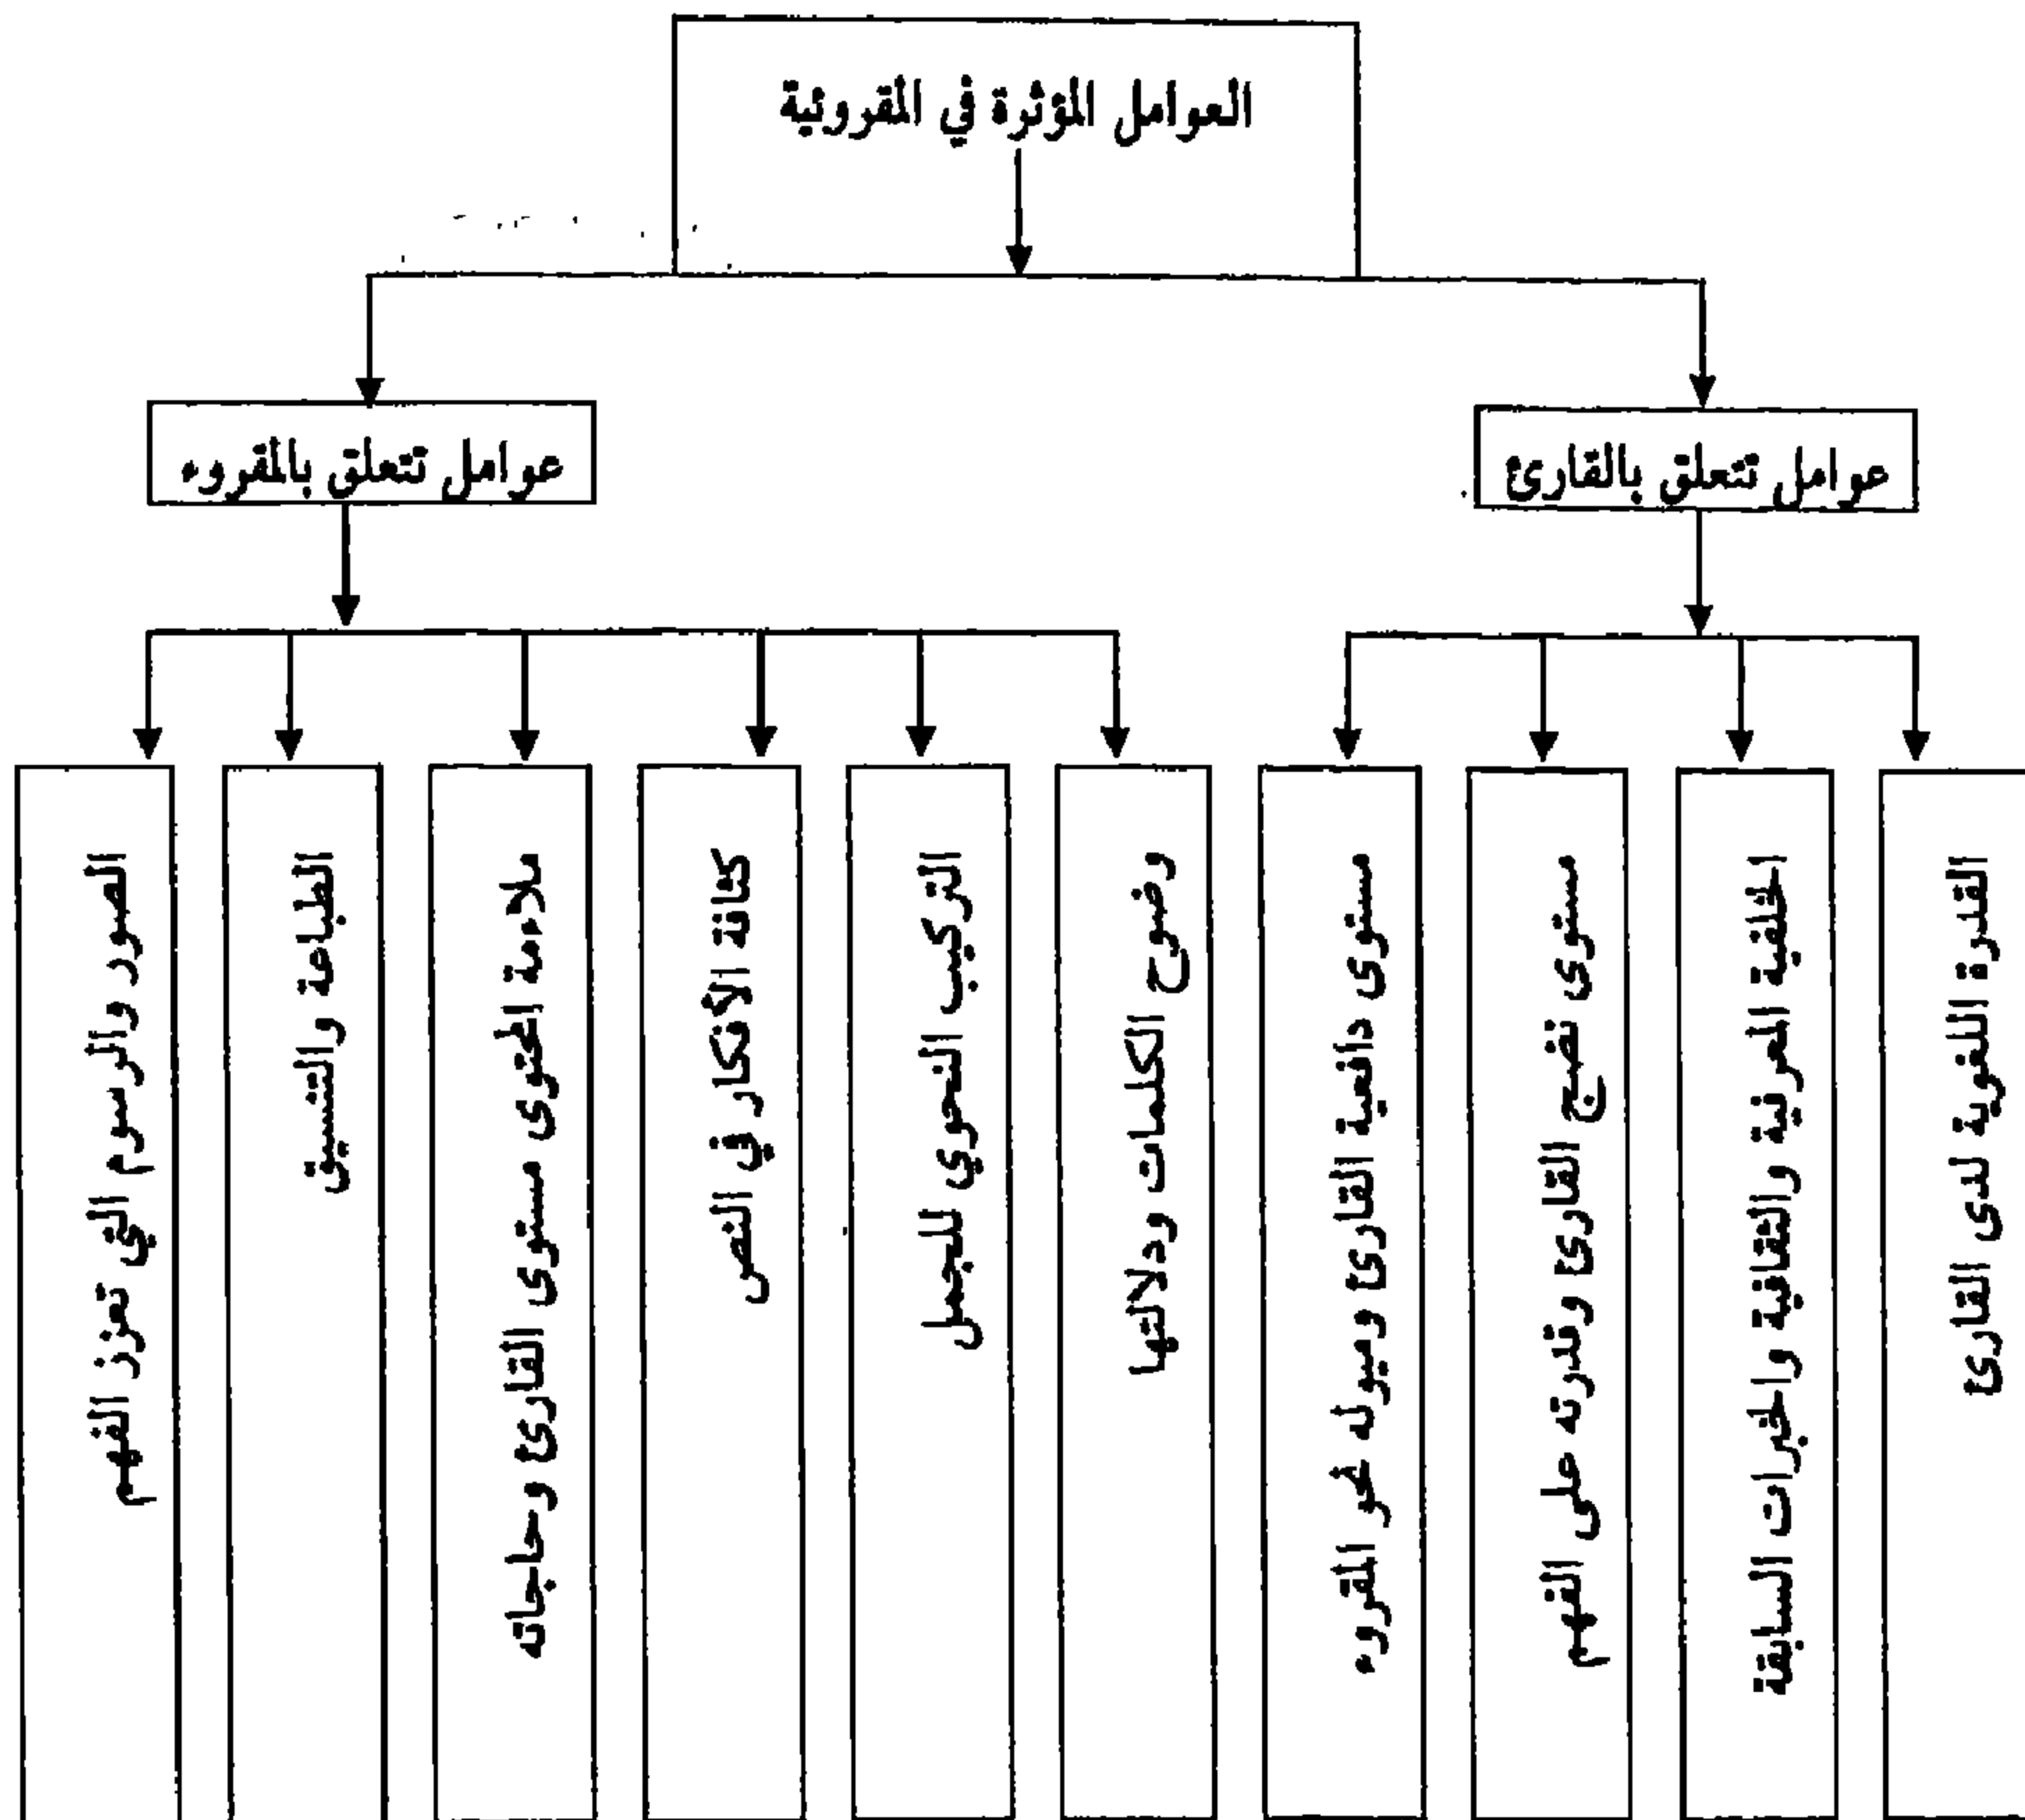 العوامل المؤثرة في المقروئية
عوامل تتعلق بالقارئ
عوامل تتعلق بالمقروء
القدرة اللغوية لدى القارئ
الخلفية المعرفية والثقافية والخبرات السابقة
مستوى نضج القارئ وقدرته على الفهم
مستوى دافعية القارئ وميوله نحو المقروء
وضوح الكلمات ودلالتها
التركيب النحوي للجمل
كثافة الأفكار في النص
ملاءمة المحتوى مستوى القارئ وحاجاته
الطباعة والتنسيق
الصور والرسوم التي تعزز الفهم